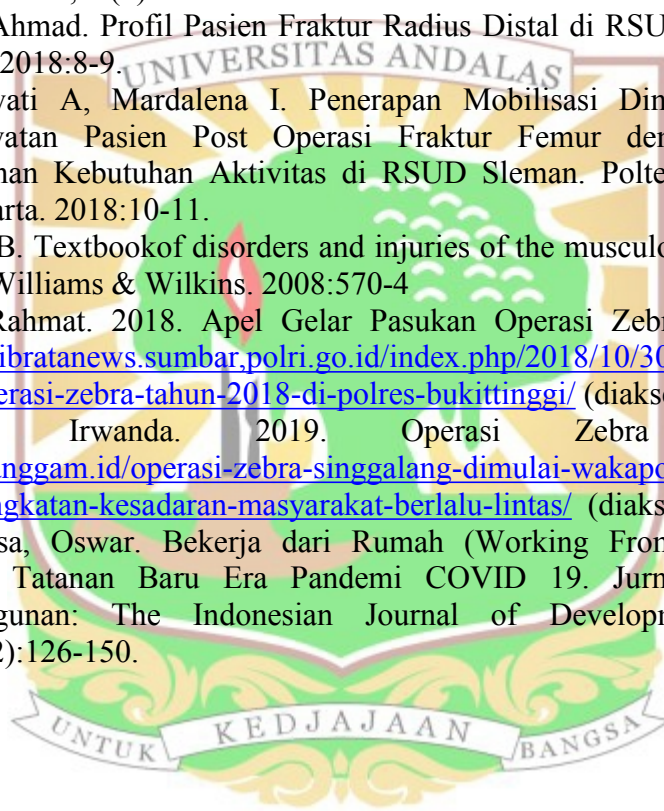 Ahmad. Profil Pasien Fraktur Radius Distal di RSU
2018:8-9.
UNIVERSITAS ANDALAS
vati A, Mardalena I. Penerapan Mobilisasi Din
vatan Pasien Post Operasi Fraktur Femur der
nan Kebutuhan Aktivitas di RSUD Sleman. Polte
arta. 2018:10-11.
B. Textbookof disorders and injuries of the musculo
Williams & Wilkins. 2008:570-4
Rahmat. 2018. Apel Gelar Pasukan Operasi Zebr
ibratanews.sumbar.polri.go.id/index.php/2018/10/30
erasi-zebra-tahun-2018-di-polres-bukittinggi/ (diakse
Irwanda. 2019. Operasi Zebra
anggam.id/operasi-zebra-singgalang-dimulai-wakapo
ngkatan-kesadaran-masyarakat-berlalu-lintas/ (diaks
sa, Oswar. Bekerja dari Rumah (Working From
Tatanan Baru Era Pandemi COVID 19. Jurn
gunan: The Indonesian Journal of Developm
2):126-150.
UNTUK KEDJAJAAN BANGSA